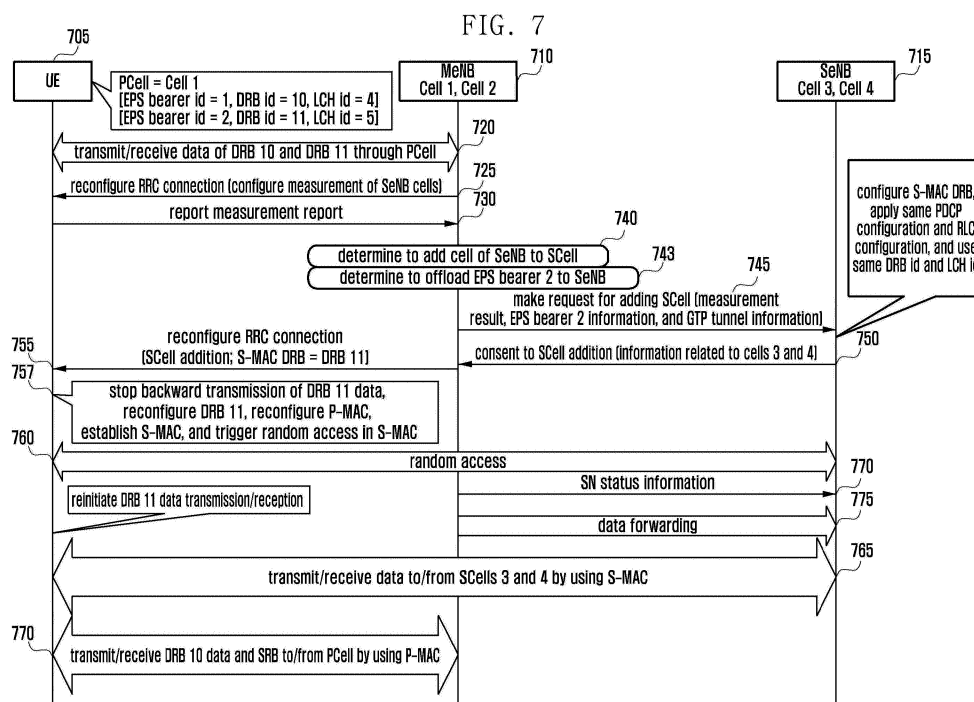 FIG. 7
705
710
715
UE
MeNB
Cell 1, Cell 2
SeNB
Cell 3, Cell 4
PCell = Cell 1
[EPS bearer id = 1, DRB id = 10, LCH id = 4]
[EPS bearer id = 2, DRB id = 11, LCH id = 5]
720
transmit/receive data of DRB 10 and DRB 11 through PCell
725
reconfigure RRC connection (configure measurement of SeNB cells)
730
report measurement report
configure S-MAC DRB,
apply same PDCP
configuration and RLC
configuration, and use
same DRB id and LCH id
740
determine to add cell of SeNB to SCell
743
determine to offload EPS bearer 2 to SeNB
745
make request for adding SCell (measurement
result, EPS bearer 2 information, and GTP tunnel information)
reconfigure RRC connection
(SCell addition; S-MAC DRB = DRB 11]
750
consent to SCell addition (information related to cells 3 and 4)
755
757
stop backward transmission of DRB 11 data,
reconfigure DRB 11, reconfigure P-MAC,
establish S-MAC, and trigger random access in S-MAC
760
random access
770
SN status information
reinitiate DRB 11 data transmission/reception
775
data forwarding
765
transmit/receive data to/from SCells 3 and 4 by using S-MAC
770
transmit/receive DRB 10 data and SRB to/from PCell by using P-MAC